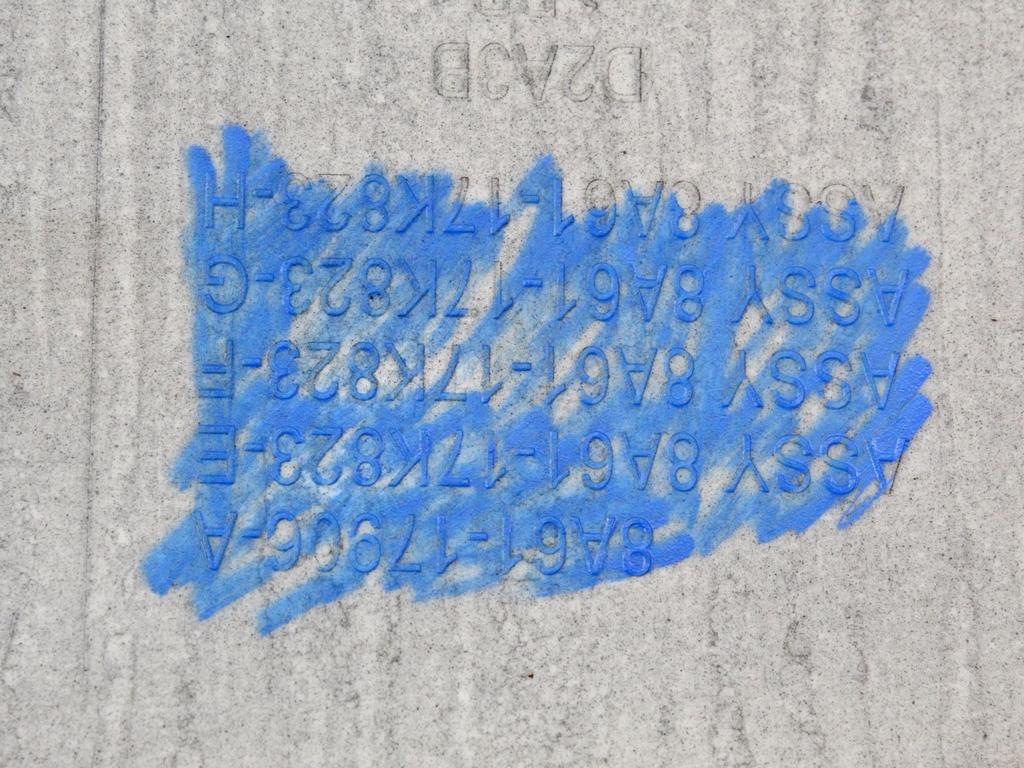 8A61-17906-A
ASSY 8A61-17K823-E
ASSY 8A61-17K823-F
ASSY 8A61-17K823-G
ASSY 8A61-17K823-H
D2A3B